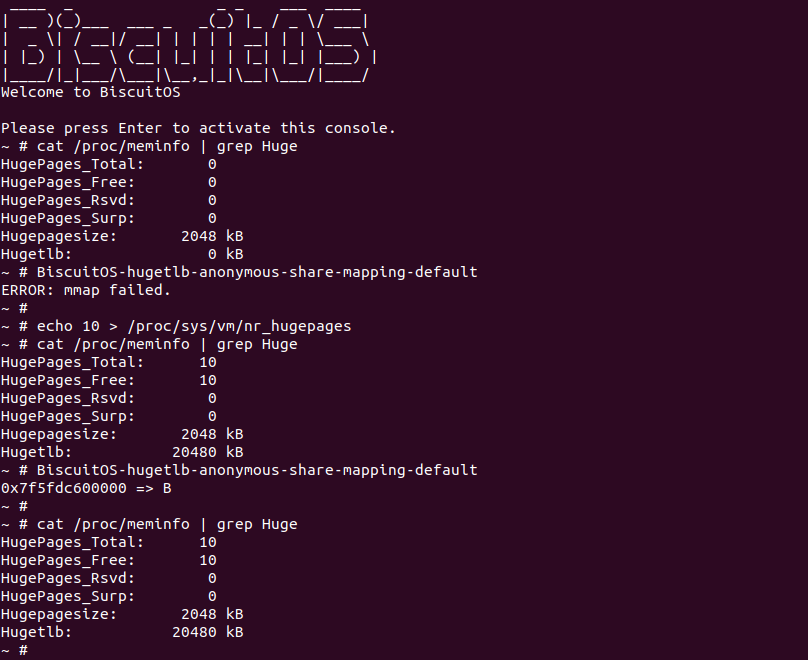 ____  _                _ _    ___  ____
| __ )(_)___  ___ _   _(_) |_ / _ \/ ___|
|  _ \| / __|/ __| | | | | __| | | \___ \
| |_) | \__ \ (__| |_| | | |_| |_| |___) |
|____/|_|___/\___|\__,_|_|\__|\___/|____/
Welcome to BiscuitOS

Please press Enter to activate this console.
~ # cat /proc/meminfo | grep Huge
HugePages_Total:       0
HugePages_Free:        0
HugePages_Rsvd:        0
HugePages_Surp:        0
Hugepagesize:       2048 kB
Hugetlb:               0 kB
~ # BiscuitOS-hugetlb-anonymous-share-mapping-default
ERROR: mmap failed.
~ #
~ # echo 10 > /proc/sys/vm/nr_hugepages
~ # cat /proc/meminfo | grep Huge
HugePages_Total:      10
HugePages_Free:       10
HugePages_Rsvd:        0
HugePages_Surp:        0
Hugepagesize:       2048 kB
Hugetlb:           20480 kB
~ # BiscuitOS-hugetlb-anonymous-share-mapping-default
0x7f5fdc600000 => B
~ #
~ # cat /proc/meminfo | grep Huge
HugePages_Total:      10
HugePages_Free:       10
HugePages_Rsvd:        0
HugePages_Surp:        0
Hugepagesize:       2048 kB
Hugetlb:           20480 kB
~ #